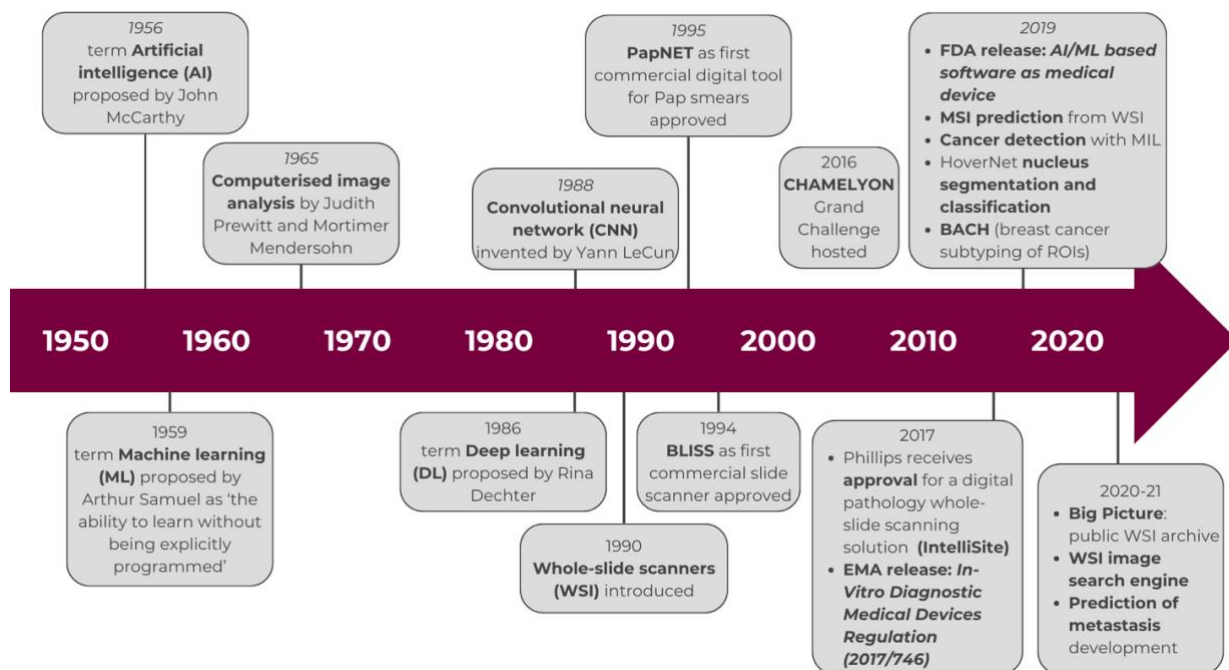 1956
term Artificial
intelligence (AI)
proposed by John
McCarthy
1965
Computerised image
analysis by Judith
Prewitt and Mortimer
Mendersohn
1988
Convolutional neural
network (CNN)
invented by Yann LeCun
1995
PapNET as first
commercial digital tool
for Pap smears
approved
2016
CHAMELYON
Grand
Challenge
hosted
2019
• FDA release: AI/ML based
software as medical
device
• MSI prediction from WSI
• Cancer detection with MIL
• HoverNet nucleus
segmentation and
classification
• BACH (breast cancer
subtyping of ROIs)
1950 1960 1970 1980 1990 2000 2010 2020
1959
term Machine learning
(ML) proposed by
Arthur Samuel as ‘the
ability to learn without
being explicitly
programmed’
1986
term Deep learning
(DL) proposed by Rina
Dechter
1990
Whole-slide scanners
(WSI) introduced
1994
BLISS as first
commercial slide
scanner approved
2017
• Phillips receives
approval for a digital
pathology whole-
slide scanning
solution (IntelliSite)
• EMA release: In-
Vitro Diagnostic
Medical Devices
Regulation
(2017/746)
2020-21
• Big Picture:
public WSI archive
• WSI image
search engine
• Prediction of
metastasis
development